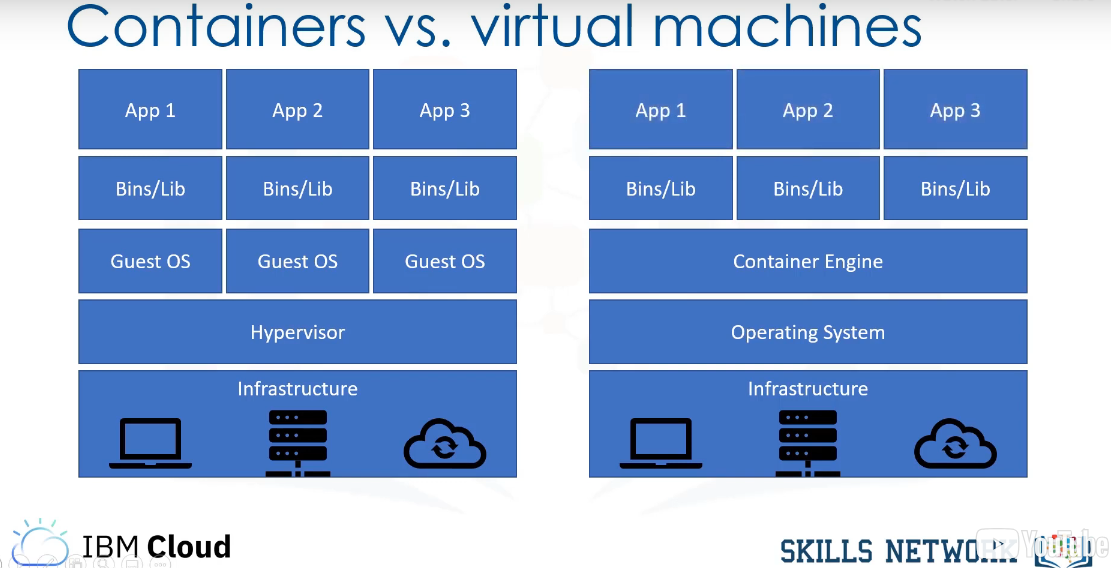 Containers vs. virtual machines
App 1 App 2 App 3
Bins/Lib Bins/Lib Bins/Lib
Guest OS Guest OS Guest OS
Hypervisor
Infrastructure
App 1 App 2 App 3
Bins/Lib Bins/Lib Bins/Lib
Container Engine
Operating System
Infrastructure
IBM Cloud
SKILLS NETWORK
YouTube